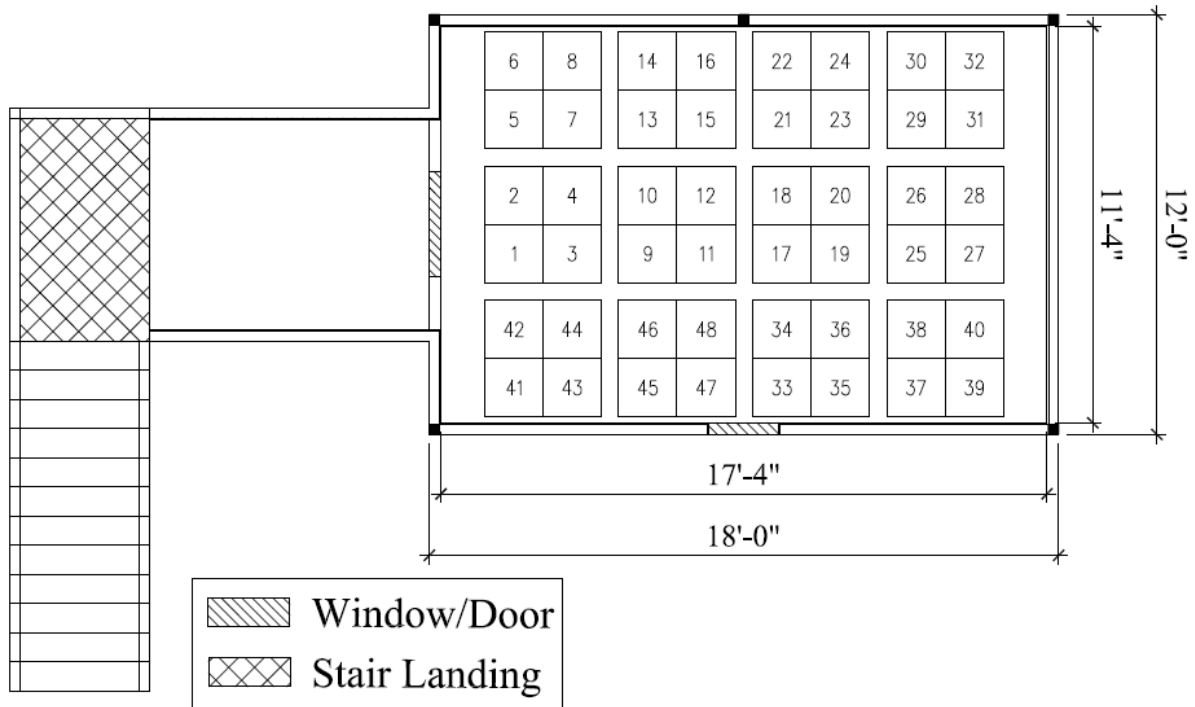 6 8 14 16 22 24 30 32
5 7 13 15 21 23 29 31
2 4 10 12 18 20 26 28
1 3 9 11 17 19 25 27
42 44 46 48 34 36 38 40
41 43 45 47 33 35 37 39
11'-4"
12'-0"
17'-4"
18'-0"
Window/Door
Stair Landing